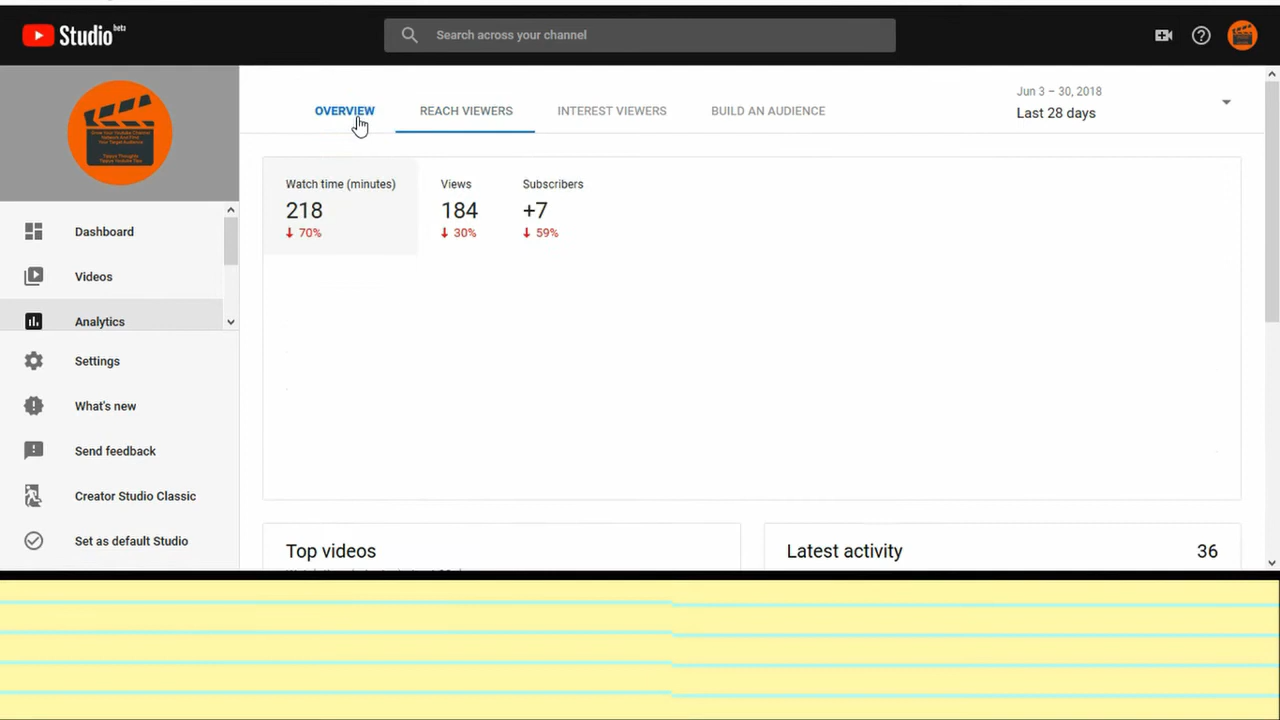 Studio beta
Search across your channel
OVERVIEW
REACH VIEWERS
INTEREST VIEWERS
BUILD AN AUDIENCE
Jun 3 – 30, 2018
Last 28 days
Watch time (minutes)
218
70%
Views
184
30%
Subscribers
+7
59%
Dashboard
Videos
Analytics
Settings
What's new
Send feedback
Creator Studio Classic
Set as default Studio
Top videos
Latest activity
36